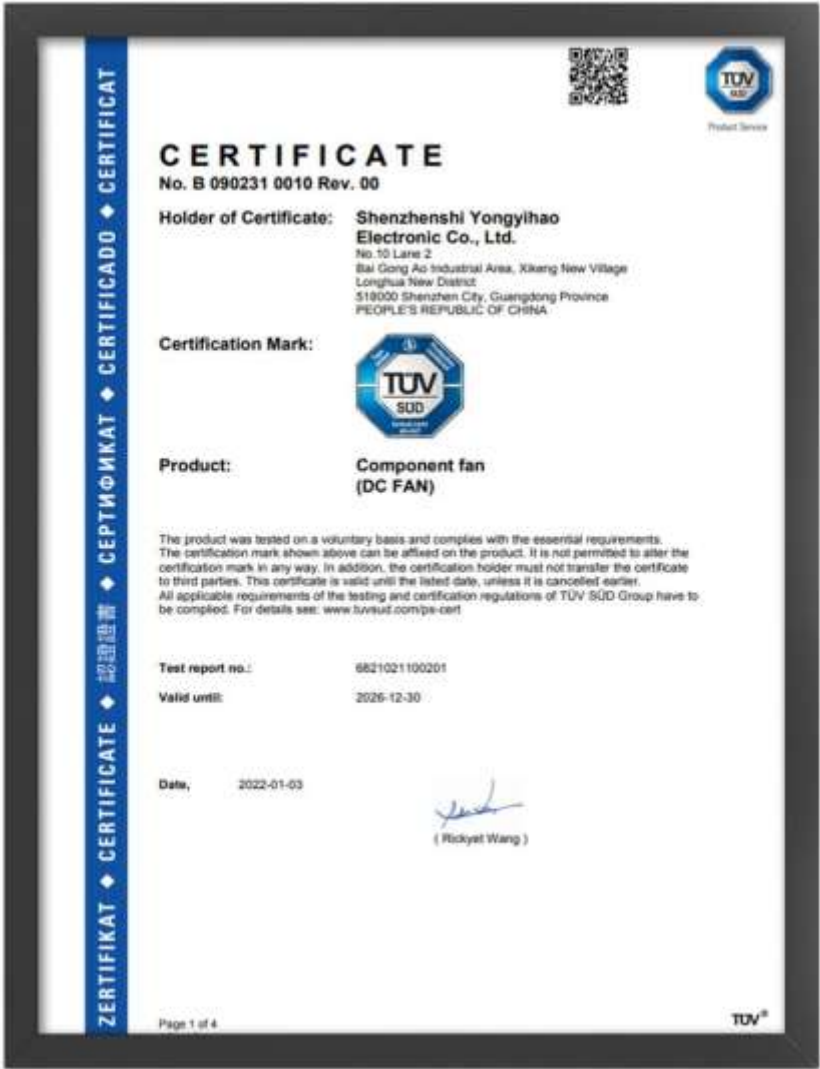 TÜV
SÜD
Product Service
CERTIFICATE
No. B 090231 0010 Rev. 00
Holder of Certificate: Shenzhenshi Yongyihao
Electronic Co., Ltd.
No.10 Lane 2
Bai Gong Ao Industrial Area, Xikeng New Village
Longhua New District
518000 Shenzhen City, Guangdong Province
PEOPLE'S REPUBLIC OF CHINA
Certification Mark:
TÜV
SÜD
Product: Component fan
(DC FAN)
The product was tested on a voluntary basis and complies with the essential requirements.
The certification mark shown above can be affixed on the product. It is not permitted to alter the
certification mark in any way. In addition, the certification holder must not transfer the certificate
to third parties. This certificate is valid until the listed date, unless it is cancelled earlier.
All applicable requirements of the testing and certification regulations of TÜV SÜD Group have to
be complied. For details see: www.tuvsud.com/ps-cert
Test report no.: 6821021100201
Valid until: 2026-12-30
Date, 2022-01-03
( Rickyet Wang )
Page 1 of 4
TÜV®
ZERTIFIKAT ◆ CERTIFICATE ◆ 認證證書 ◆ СЕРТИФИКАТ ◆ CERTIFICADO ◆ CERTIFICAT